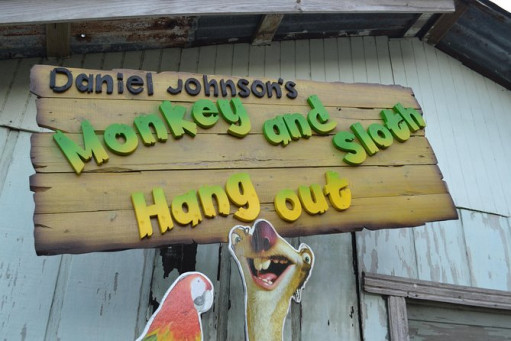 Daniel Johnson's
Monkey and Sloth
Hang out